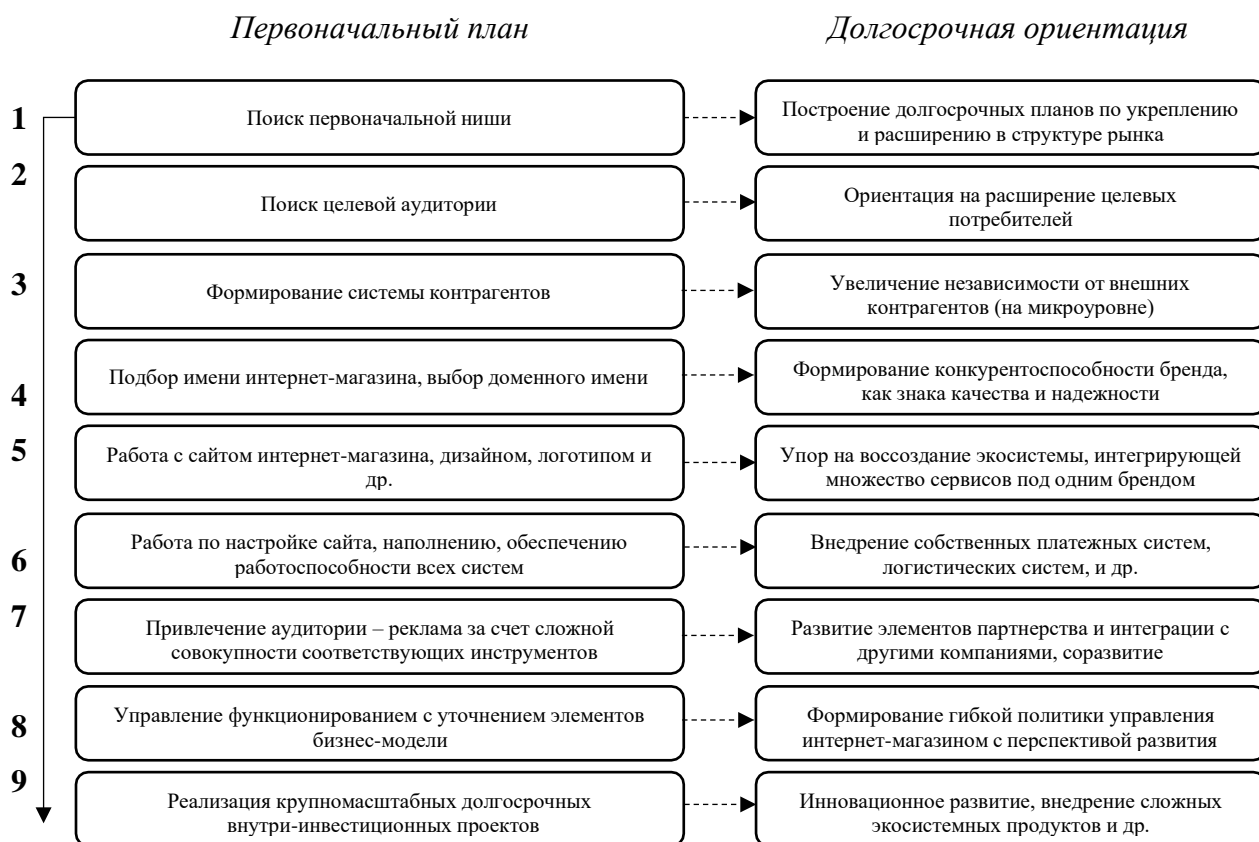 Первоначальный план
Долгосрочная ориентация
1
Поиск первоначальной ниши
Построение долгосрочных планов по укреплению
и расширению в структуре рынка
2
Поиск целевой аудитории
Ориентация на расширение целевых
потребителей
3
Формирование системы контрагентов
Увеличение независимости от внешних
контрагентов (на микроуровне)
4
Подбор имени интернет-магазина, выбор доменного имени
Формирование конкурентоспособности бренда,
как знака качества и надежности
5
Работа с сайтом интернет-магазина, дизайном, логотипом и
др.
Упор на воссоздание экосистемы, интегрирующей
множество сервисов под одним брендом
6
Работа по настройке сайта, наполнению, обеспечению
работоспособности всех систем
Внедрение собственных платежных систем,
логистических систем, и др.
7
Привлечение аудитории – реклама за счет сложной
совокупности соответствующих инструментов
Развитие элементов партнерства и интеграции с
другими компаниями, соразвитие
8
Управление функционированием с уточнением элементов
бизнес-модели
Формирование гибкой политики управления
интернет-магазином с перспективой развития
9
Реализация крупномасштабных долгосрочных
внутри-инвестиционных проектов
Инновационное развитие, внедрение сложных
экосистемных продуктов и др.